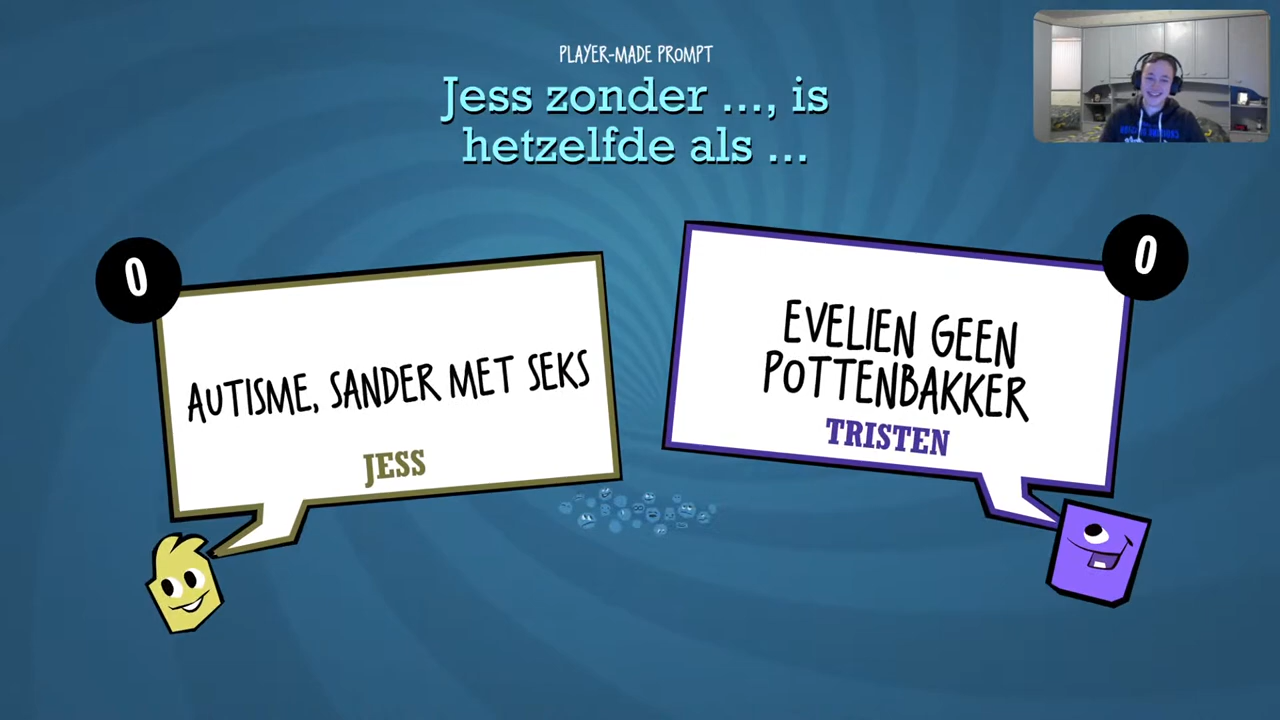 PLAYER-MADE PROMPT
Jess zonder ..., is
hetzelfde als ...
0
0
AUTISME, SANDER MET SEKS
JESS
EVELIEN GEEN
POTTENBAKKER
TRISTEN